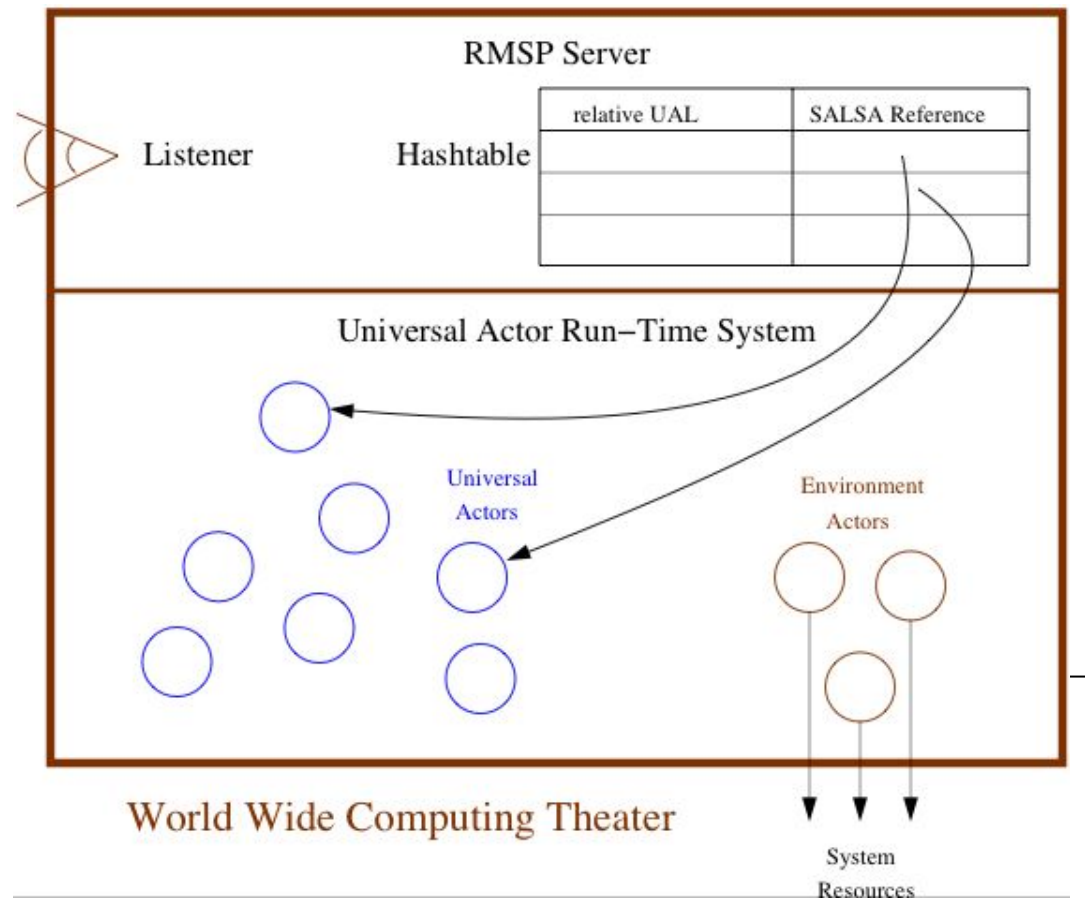 RMSP Server
relative UAL
SALSA Reference
Listener
Hashtable
Universal Actor Run−Time System
Universal
Actors
Environment
Actors
World Wide Computing Theater
System
Resources